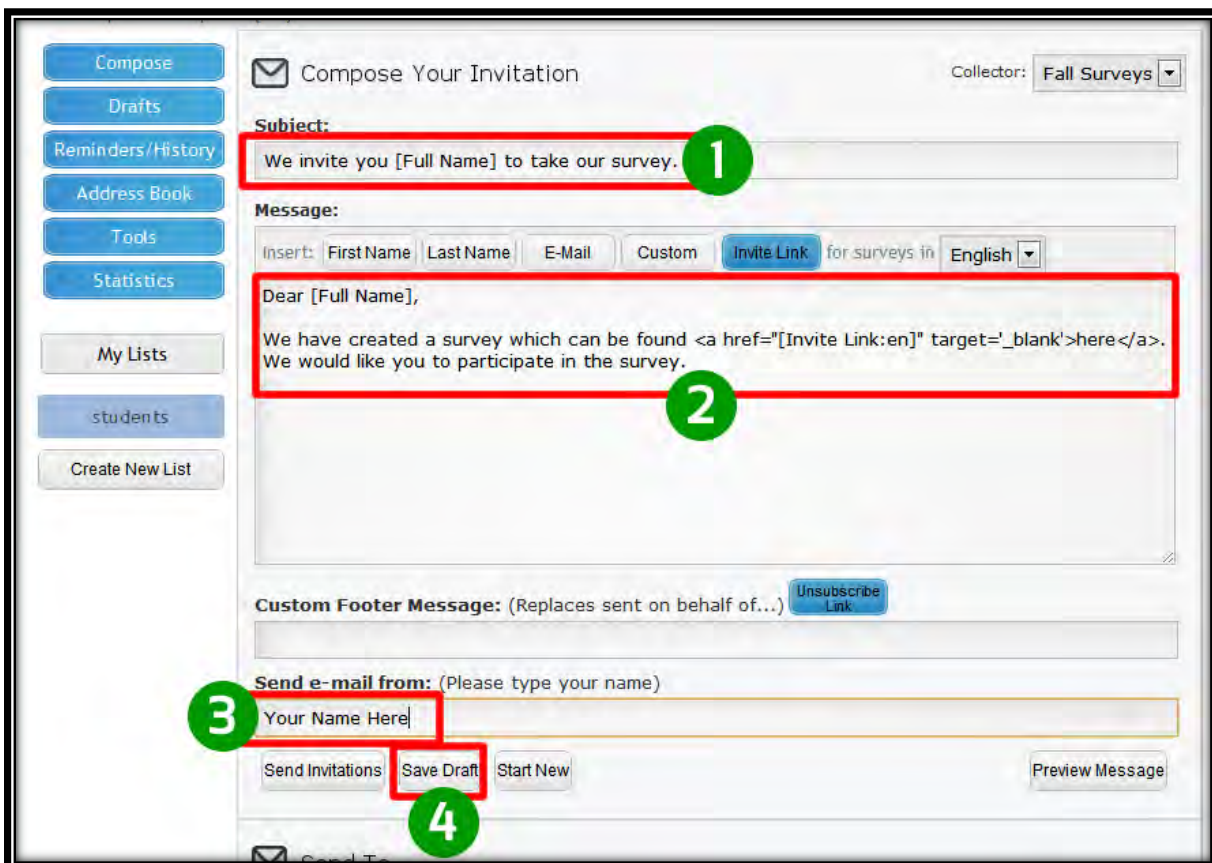 Compose
Drafts
Reminders/History
Address Book
Tools
Statistics
My Lists
students
Create New List
Compose Your Invitation
Collector: Fall Surveys
Subject:
We invite you [Full Name] to take our survey.
1
Message:
Insert: First Name Last Name E-Mail Custom Invite Link for surveys in English
Dear [Full Name],
We have created a survey which can be found <a href="[Invite Link:en]" target='_blank'>here</a>.
We would like you to participate in the survey.
2
Custom Footer Message: (Replaces sent on behalf of...) Unsubscribe
Link
Send e-mail from: (Please type your name)
3
Your Name Here
Send Invitations Save Draft Start New Preview Message
4
Send To